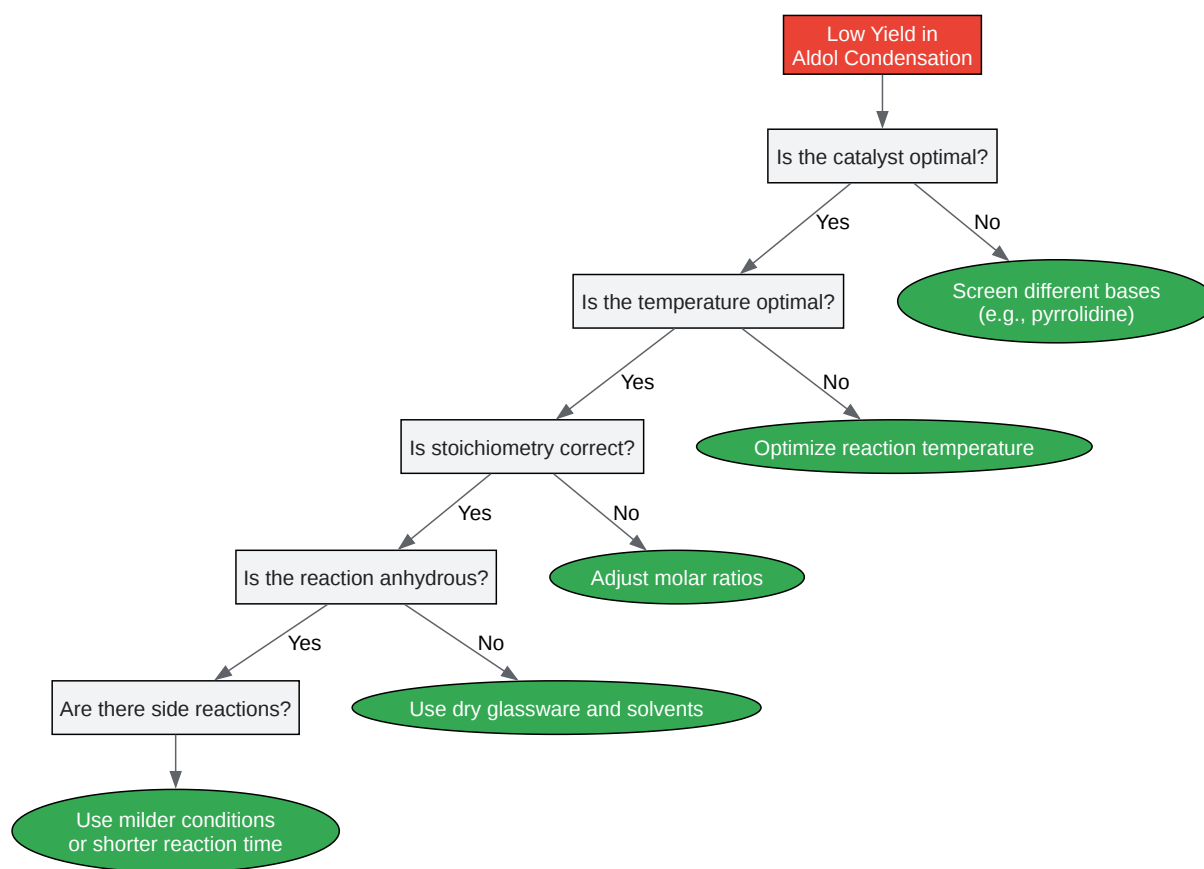 Low Yield in
Aldol Condensation
Is the catalyst optimal?
Yes
No
Is the temperature optimal?
Screen different bases
(e.g., pyrrolidine)
Yes
No
Is stoichiometry correct?
Optimize reaction temperature
Yes
No
Is the reaction anhydrous?
Adjust molar ratios
Yes
No
Are there side reactions?
Use dry glassware and solvents
Use milder conditions
or shorter reaction time